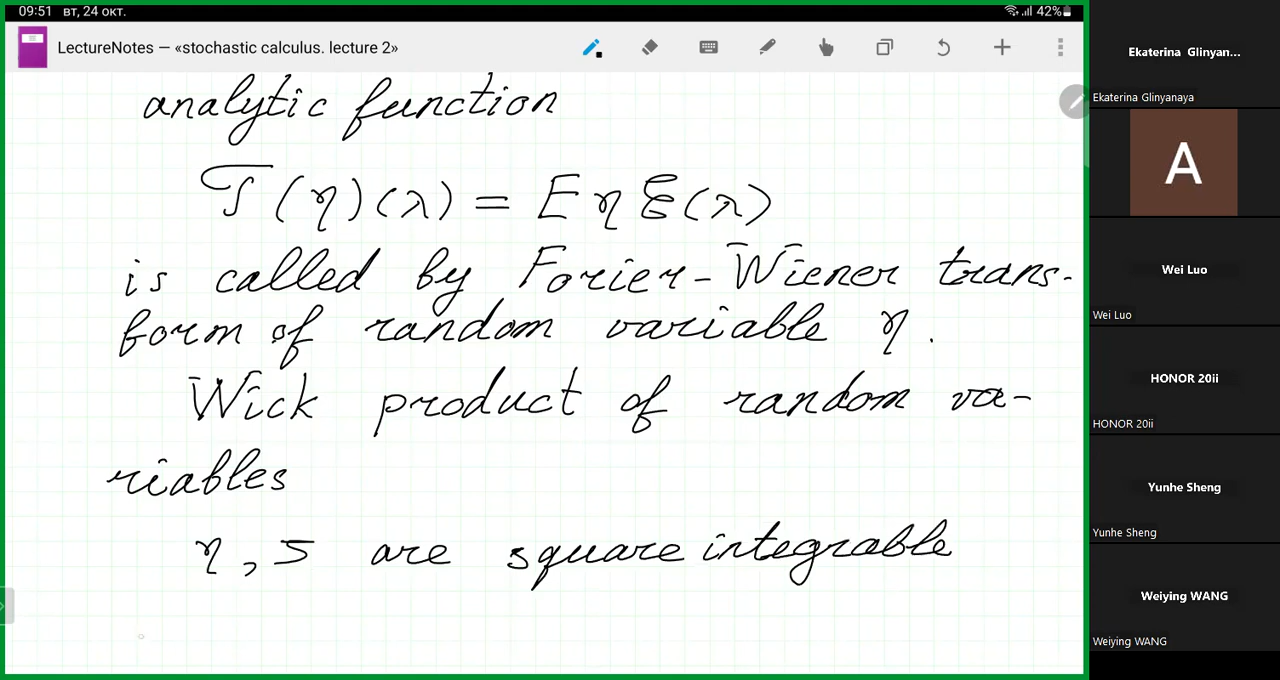 09:51 вт, 24 окт. 42%
LectureNotes — «stochastic calculus. lecture 2»
analytic function
𝒯(η)(λ) = E η ℰ(λ)
is called by Forier-Wiener trans-
form of random variable η.
Wick product of random va-
riables
η, ζ are square integrable
Ekaterina Glinyan...
Ekaterina Glinyanaya
A
Wei Luo
Wei Luo
HONOR 20ii
HONOR 20ii
Yunhe Sheng
Yunhe Sheng
Weiying WANG
Weiying WANG